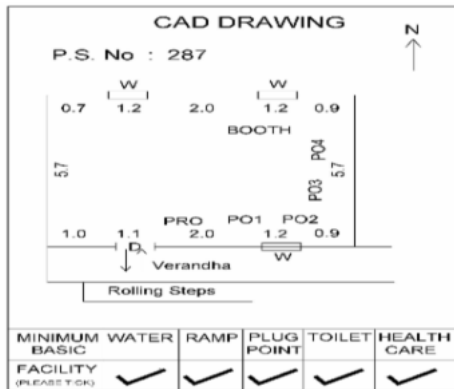 CAD DRAWING
N
P.S. No : 287
W W
0.7 1.2 2.0 1.2 0.9
BOOTH
PO4
5.7 5.7
PO3
PRO PO1 PO2
1.0 1.1 2.0 1.2 0.9
D
W
Verandha
Rolling Steps
MINIMUM BASIC FACILITY (PLEASE TICK)
WATER
RAMP
PLUG POINT
TOILET
HEALTH CARE